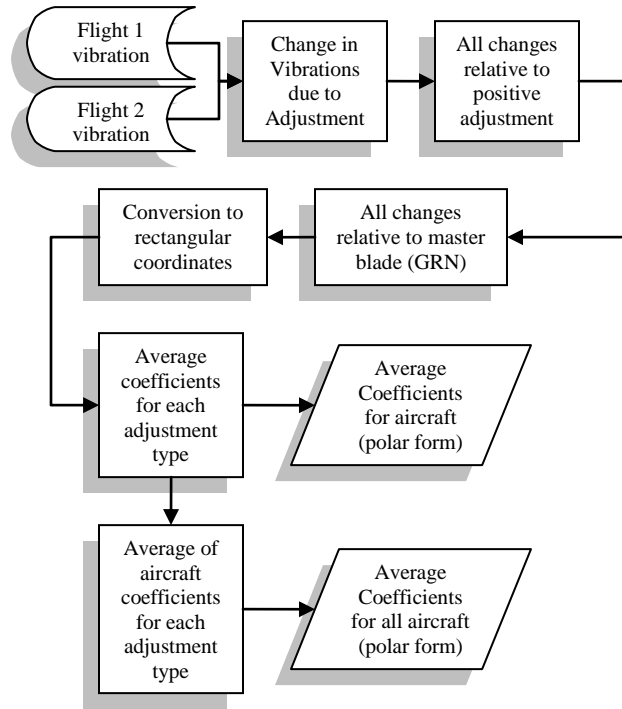 Flight 1
vibration
Flight 2
vibration
Change in
Vibrations
due to
Adjustment
All changes
relative to
positive
adjustment
All changes
relative to master
blade (GRN)
Conversion to
rectangular
coordinates
Average
coefficients
for each
adjustment
type
Average
Coefficients
for aircraft
(polar form)
Average of
aircraft
coefficients
for each
adjustment
type
Average
Coefficients
for all aircraft
(polar form)